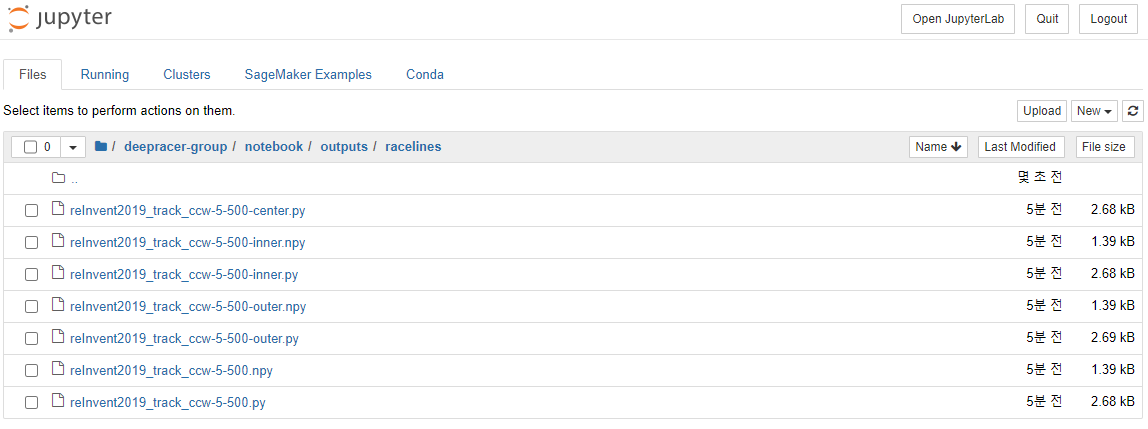 jupyter
Open JupyterLab Quit Logout
Files Running Clusters SageMaker Examples Conda
Select items to perform actions on them.
Upload New
0 / deepracer-group / notebook / outputs / racelines Name Last Modified File size
.. 몇 초 전
reInvent2019_track_ccw-5-500-center.py 5분 전 2.68 kB
reInvent2019_track_ccw-5-500-inner.npy 5분 전 1.39 kB
reInvent2019_track_ccw-5-500-inner.py 5분 전 2.68 kB
reInvent2019_track_ccw-5-500-outer.npy 5분 전 1.39 kB
reInvent2019_track_ccw-5-500-outer.py 5분 전 2.69 kB
reInvent2019_track_ccw-5-500.npy 5분 전 1.39 kB
reInvent2019_track_ccw-5-500.py 5분 전 2.68 kB